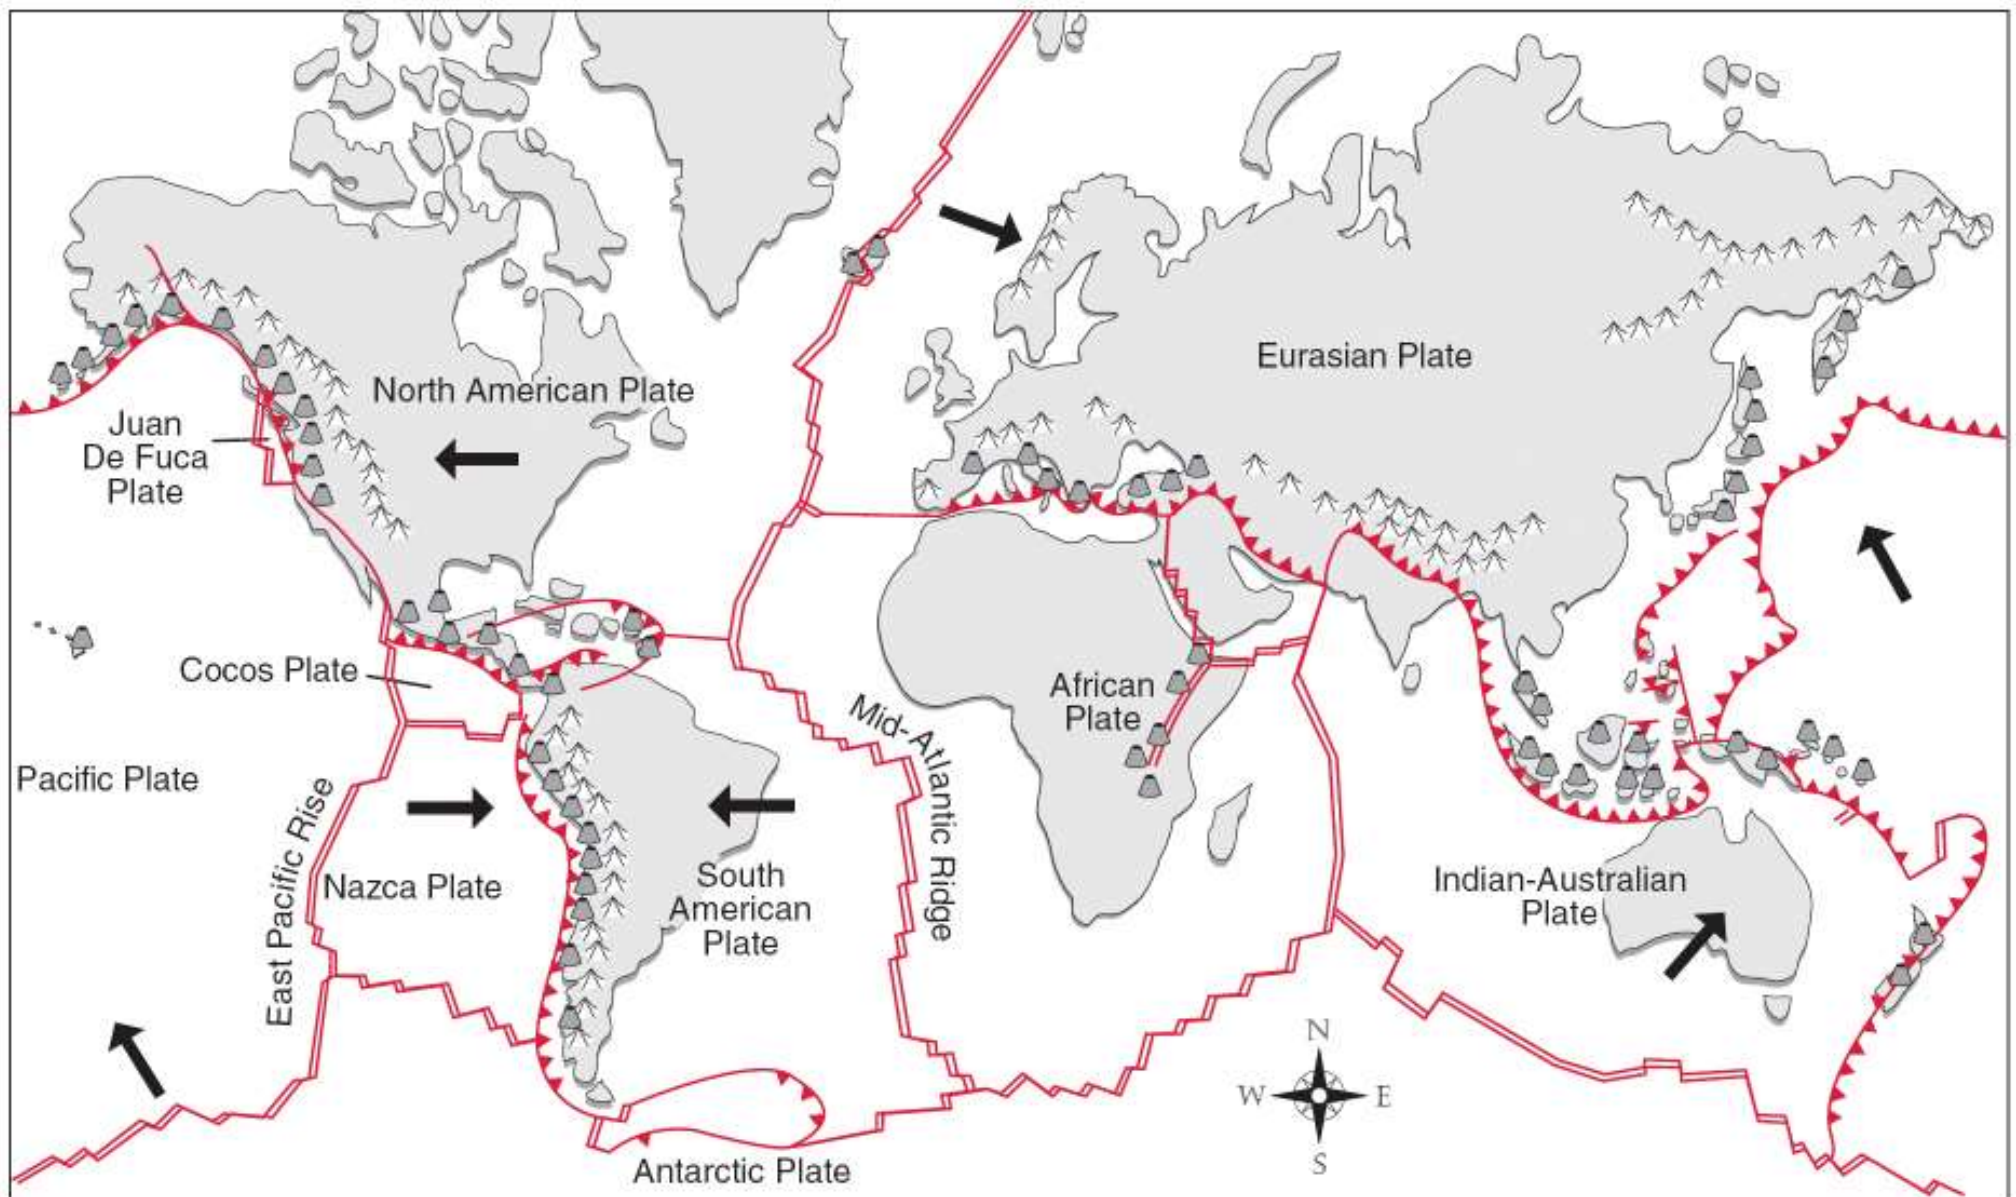 Eurasian Plate
North American Plate
Juan
De Fuca
Plate
Cocos Plate
African
Plate
Mid-Atlantic Ridge
Pacific Plate
East Pacific Rise
Nazca Plate
South
American
Plate
Indian-Australian
Plate
N
W
E
S
Antarctic Plate